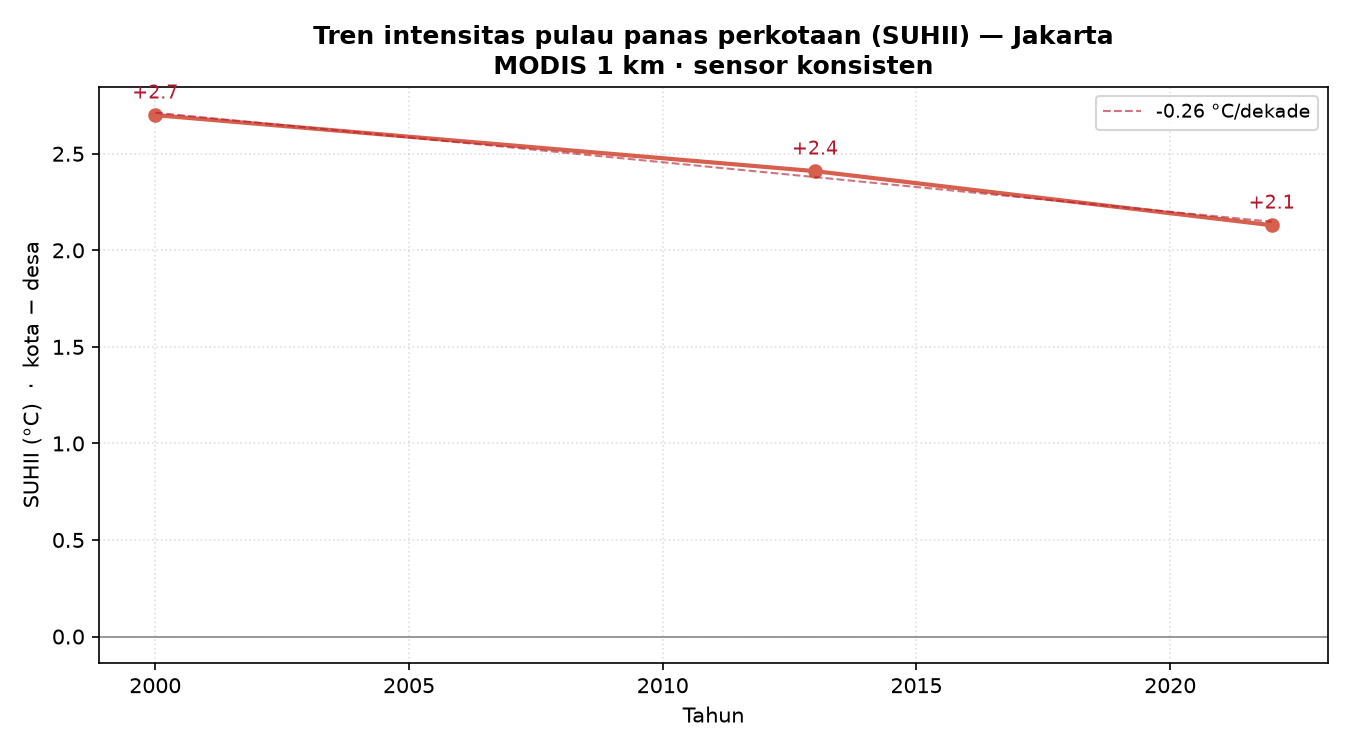 Tren intensitas pulau panas perkotaan (SUHII) — Jakarta
MODIS 1 km · sensor konsisten
+2.7
+2.4
+2.1
-0.26 °C/dekade
SUHII (°C)  ·  kota − desa
2.5
2.0
1.5
1.0
0.5
0.0
2000
2005
2010
2015
2020
Tahun